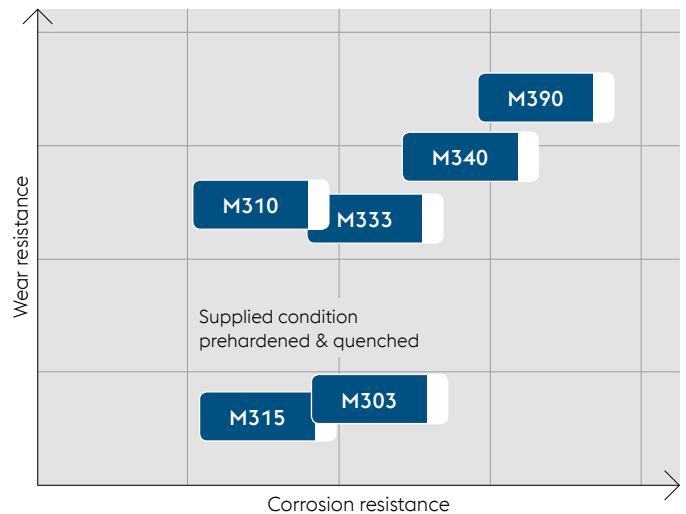 M390
M340
M310
M333
Wear resistance
Supplied condition
prehardened & quenched
M303
M315
Corrosion resistance